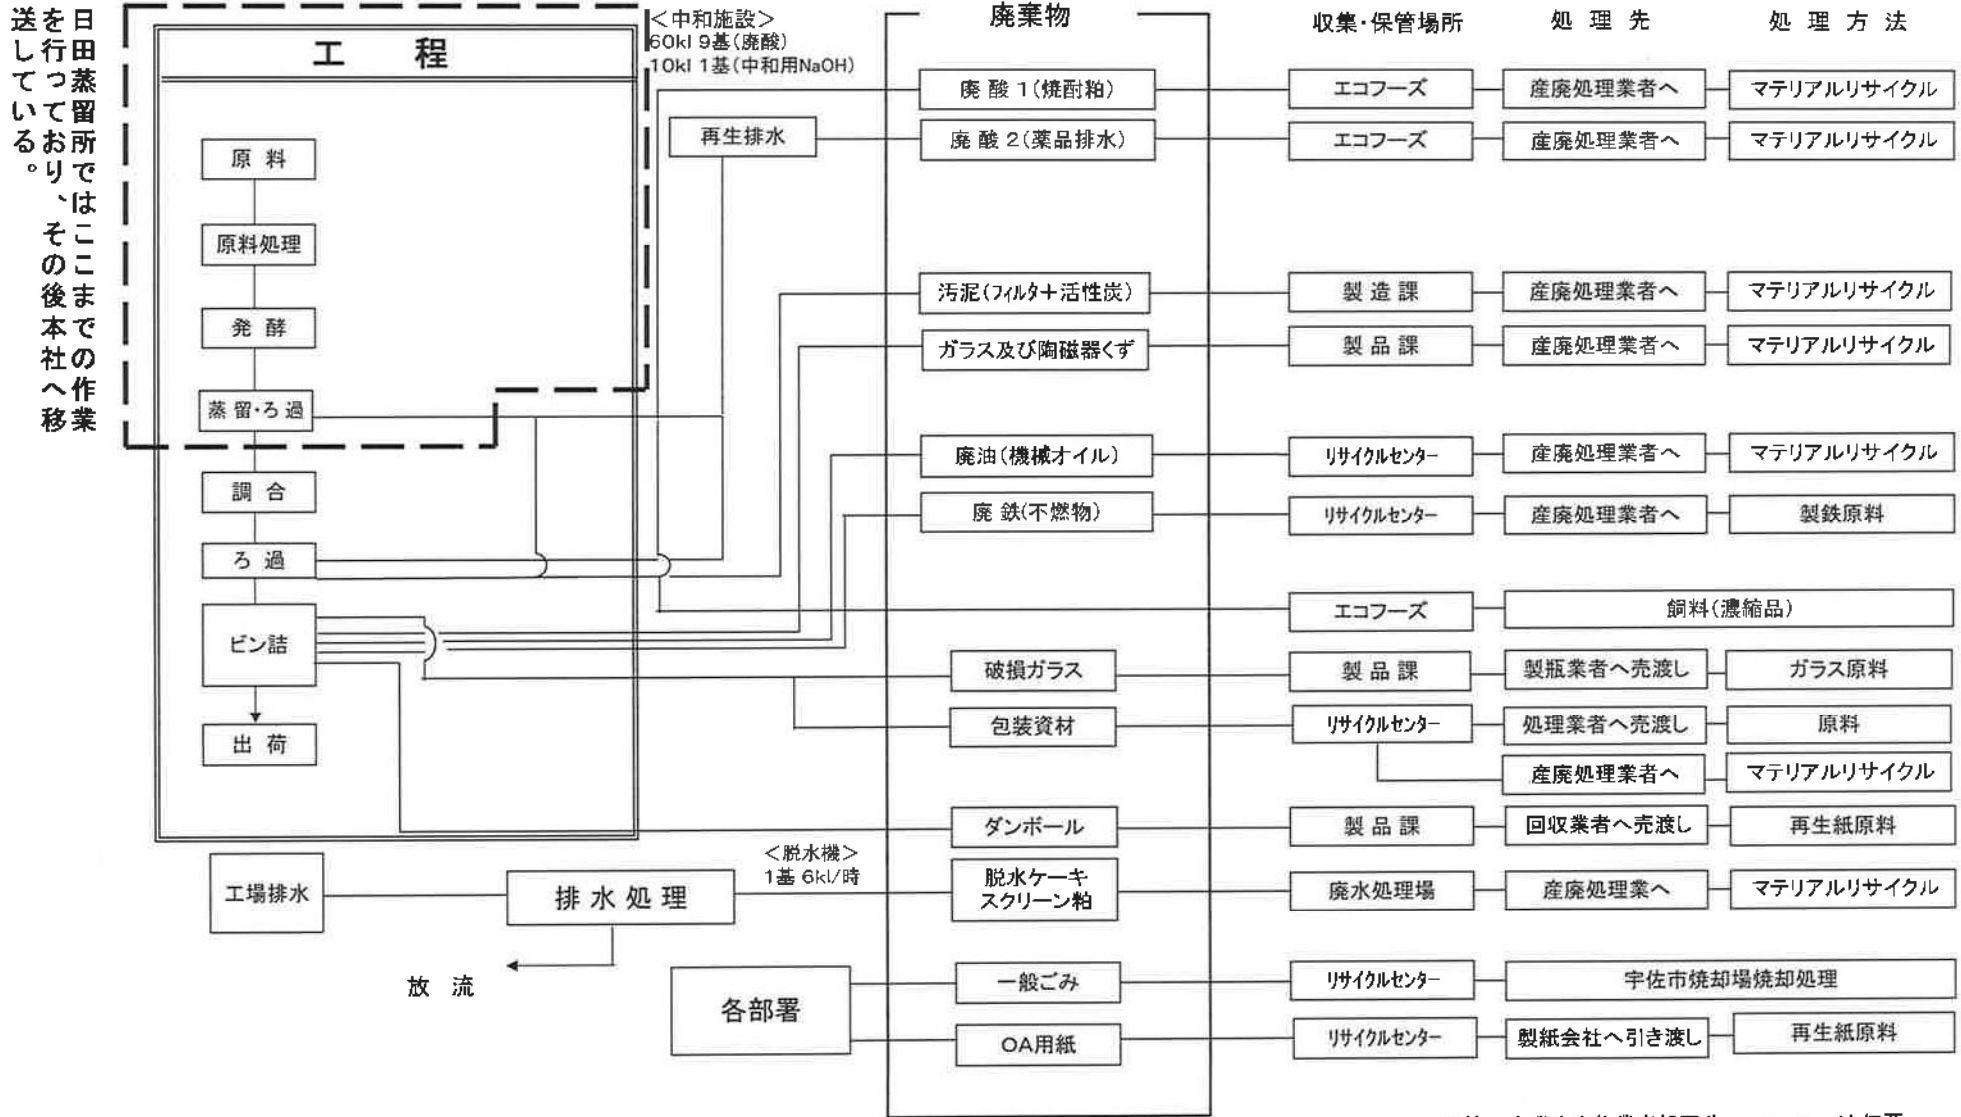 日田蒸留所ではここまでの作業
を行っており、その後本社へ移
送している。
工 程
原 料
原料処理
発 酵
蒸 留・ろ 過
調 合
ろ 過
ビン詰
出 荷
<中和施設>
60kl 9基(廃酸)
10kl 1基(中和用NaOH)
再生排水
廃棄物 収集・保管場所 処 理 先 処 理 方 法
廃 酸 1(焼酎粕) エコフーズ 産廃処理業者へ マテリアルリサイクル
廃 酸 2(薬品排水) エコフーズ 産廃処理業者へ マテリアルリサイクル
汚泥(フィルタ+活性炭) 製 造 課 産廃処理業者へ マテリアルリサイクル
ガラス及び陶磁器くず 製 品 課 産廃処理業者へ マテリアルリサイクル
廃油(機械オイル) リサイクルセンター 産廃処理業者へ マテリアルリサイクル
廃 鉄(不燃物) リサイクルセンター 産廃処理業者へ 製鉄原料
エコフーズ 飼料(濃縮品)
破損ガラス 製 品 課 製瓶業者へ売渡し ガラス原料
包装資材 リサイクルセンター 処理業者へ売渡し 原料
産廃処理業者へ マテリアルリサイクル
ダンボール 製 品 課 回収業者へ売渡し 再生紙原料
工場排水
排 水 処 理
<脱水機>
1基 6kl/時
放 流
脱水ケーキ
スクリーン粕
廃水処理場 産廃処理業へ マテリアルリサイクル
各部署
一般ごみ リサイクルセンター 宇佐市焼却場焼却処理
OA用紙 リサイクルセンター 製紙会社へ引き渡し 再生紙原料